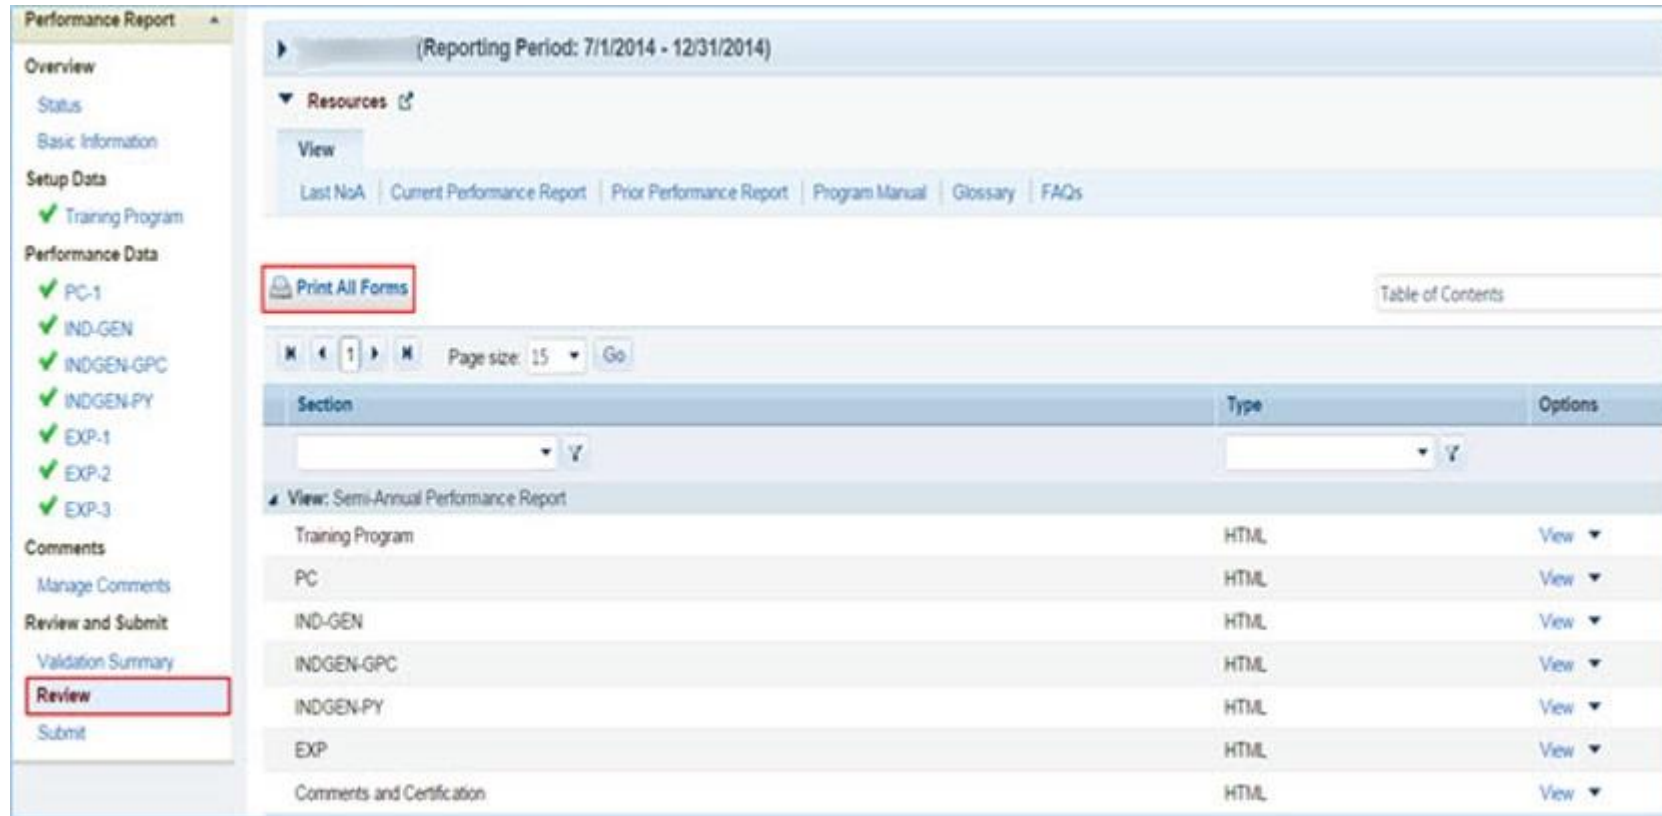 Performance Report
Overview
Status
Basic Information
Setup Data
Training Program
Performance Data
PC-1
IND-GEN
INDGEN-GPC
INDGEN-PY
EXP-1
EXP-2
EXP-3
Comments
Manage Comments
Review and Submit
Validation Summary
Review
Submit
(Reporting Period: 7/1/2014 - 12/31/2014)
Resources
View
Last NoA Current Performance Report Prior Performance Report Program Manual Glossary FAQs
Print All Forms Table of Contents
1 Page size: 15 Go
Section Type Options
View: Semi-Annual Performance Report
Training Program HTML View
PC HTML View
IND-GEN HTML View
INDGEN-GPC HTML View
INDGEN-PY HTML View
EXP HTML View
Comments and Certification HTML View